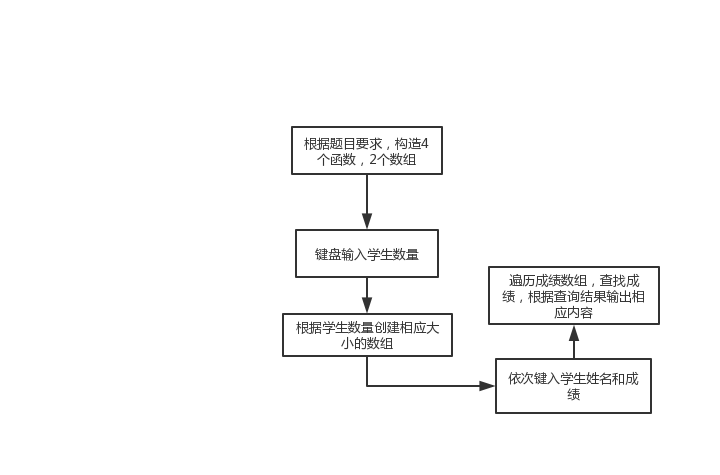 根据题目要求，构造4
个函数，2个数组
键盘输入学生数量
根据学生数量创建相应大
小的数组
依次键入学生姓名和成
绩
遍历成绩数组，查找成
绩，根据查询结果输出相
应内容